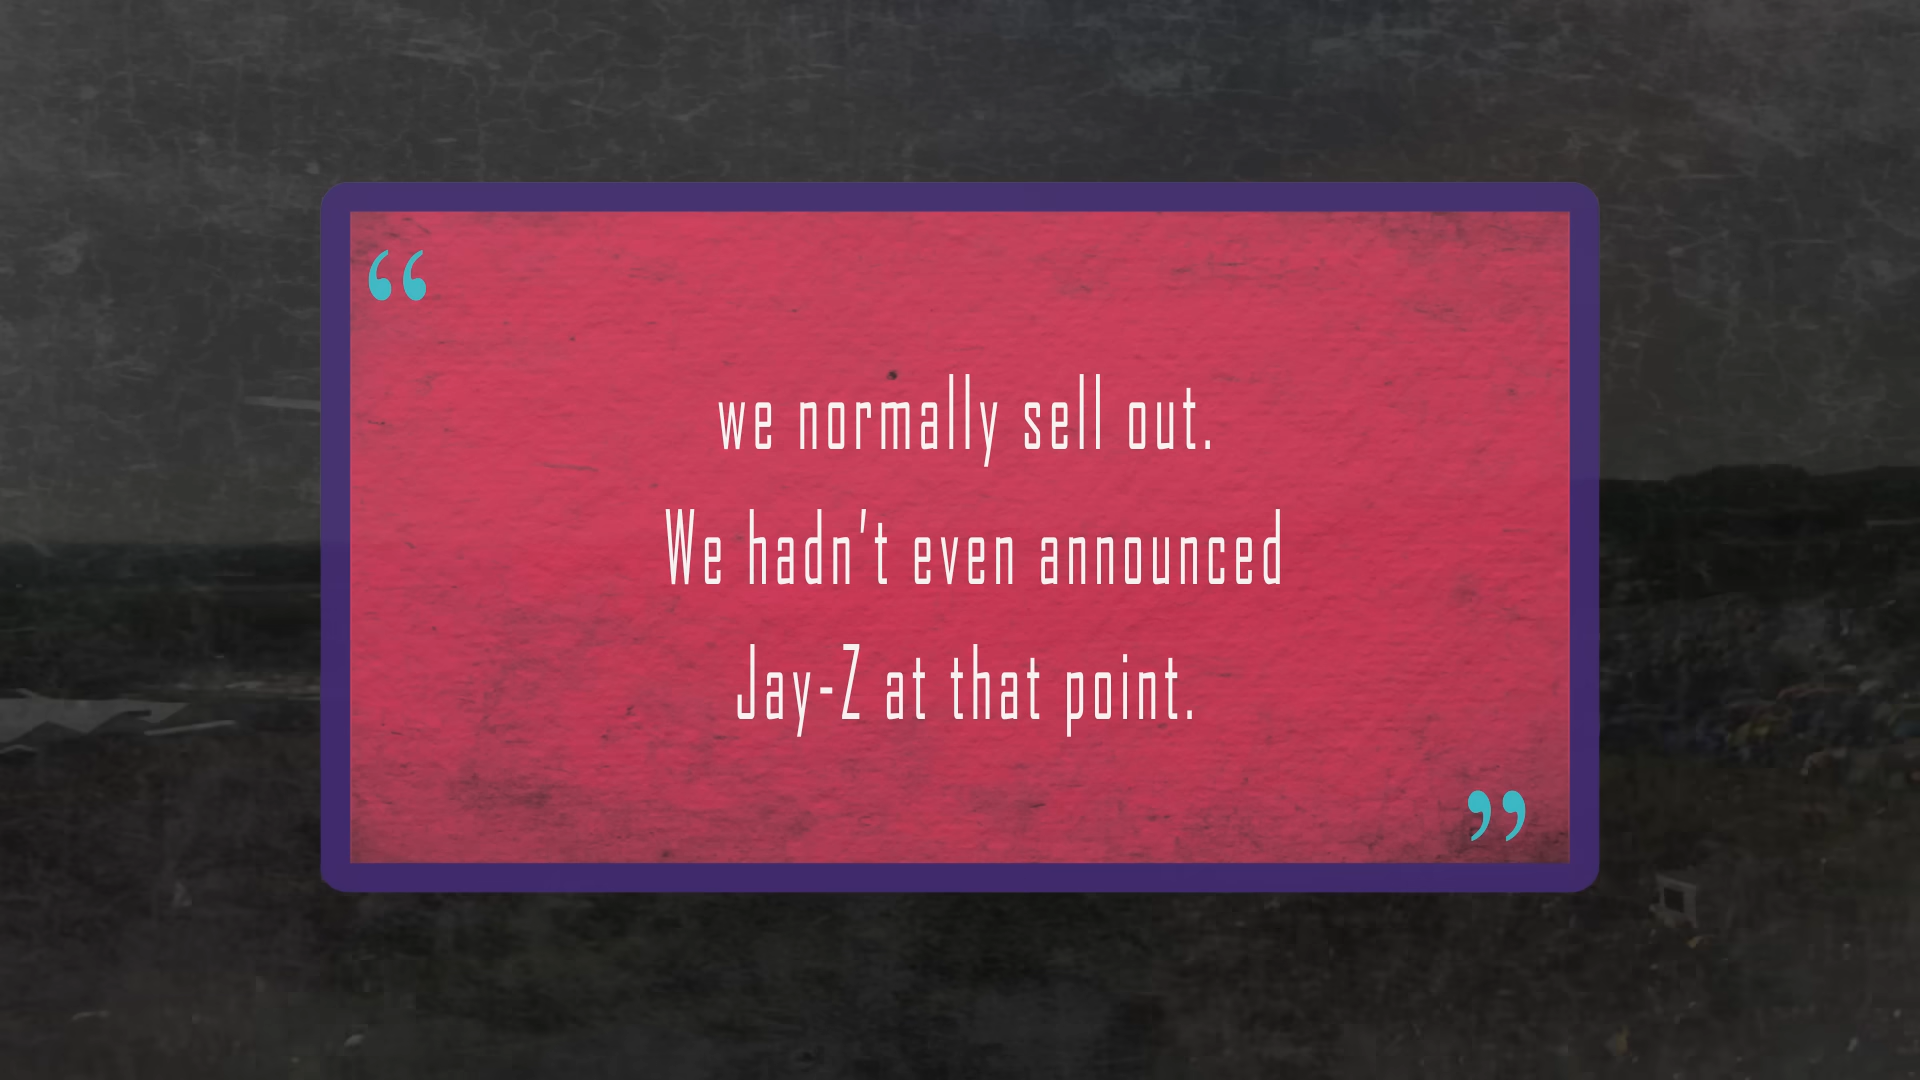 “
we normally sell out.
We hadn't even announced
Jay-Z at that point.
”